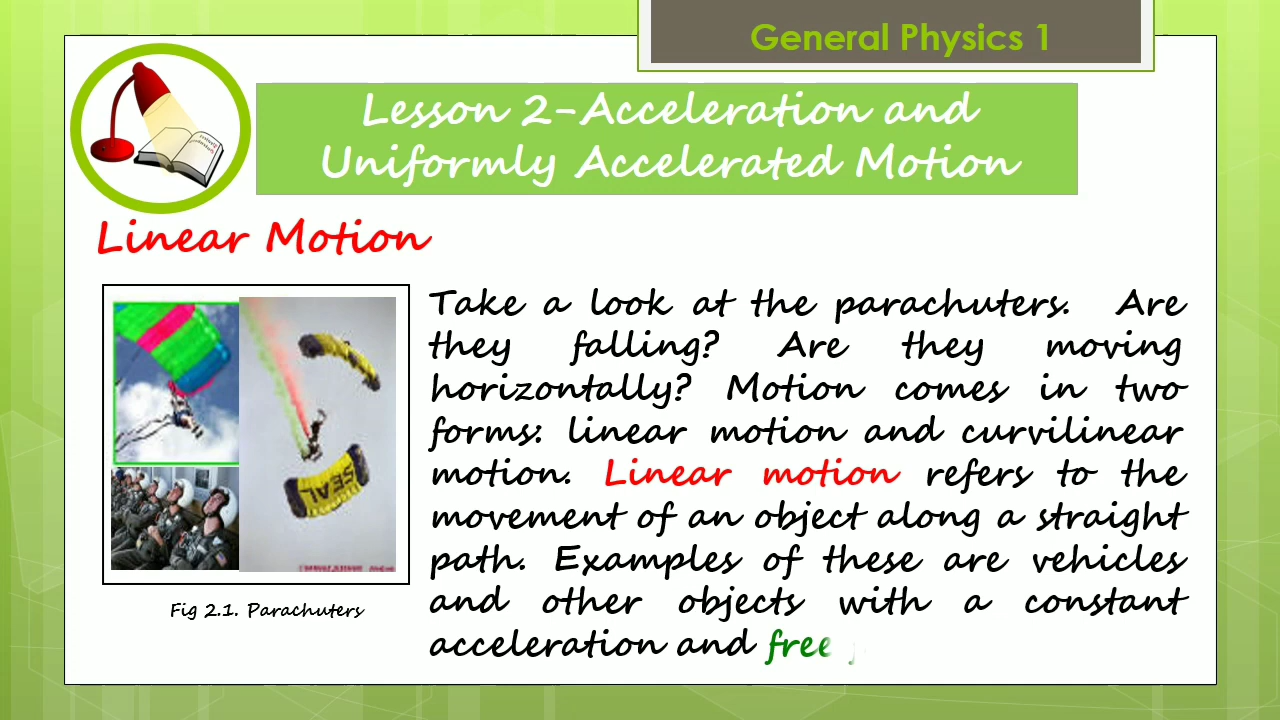 General Physics 1
Lesson 2-Acceleration and
Uniformly Accelerated Motion
Linear Motion
Take a look at the parachuters. Are
they falling? Are they moving
horizontally? Motion comes in two
forms: linear motion and curvilinear
motion. Linear motion refers to the
movement of an object along a straight
path. Examples of these are vehicles
and other objects with a constant
acceleration and free
SEAL
Fig 2.1. Parachuters